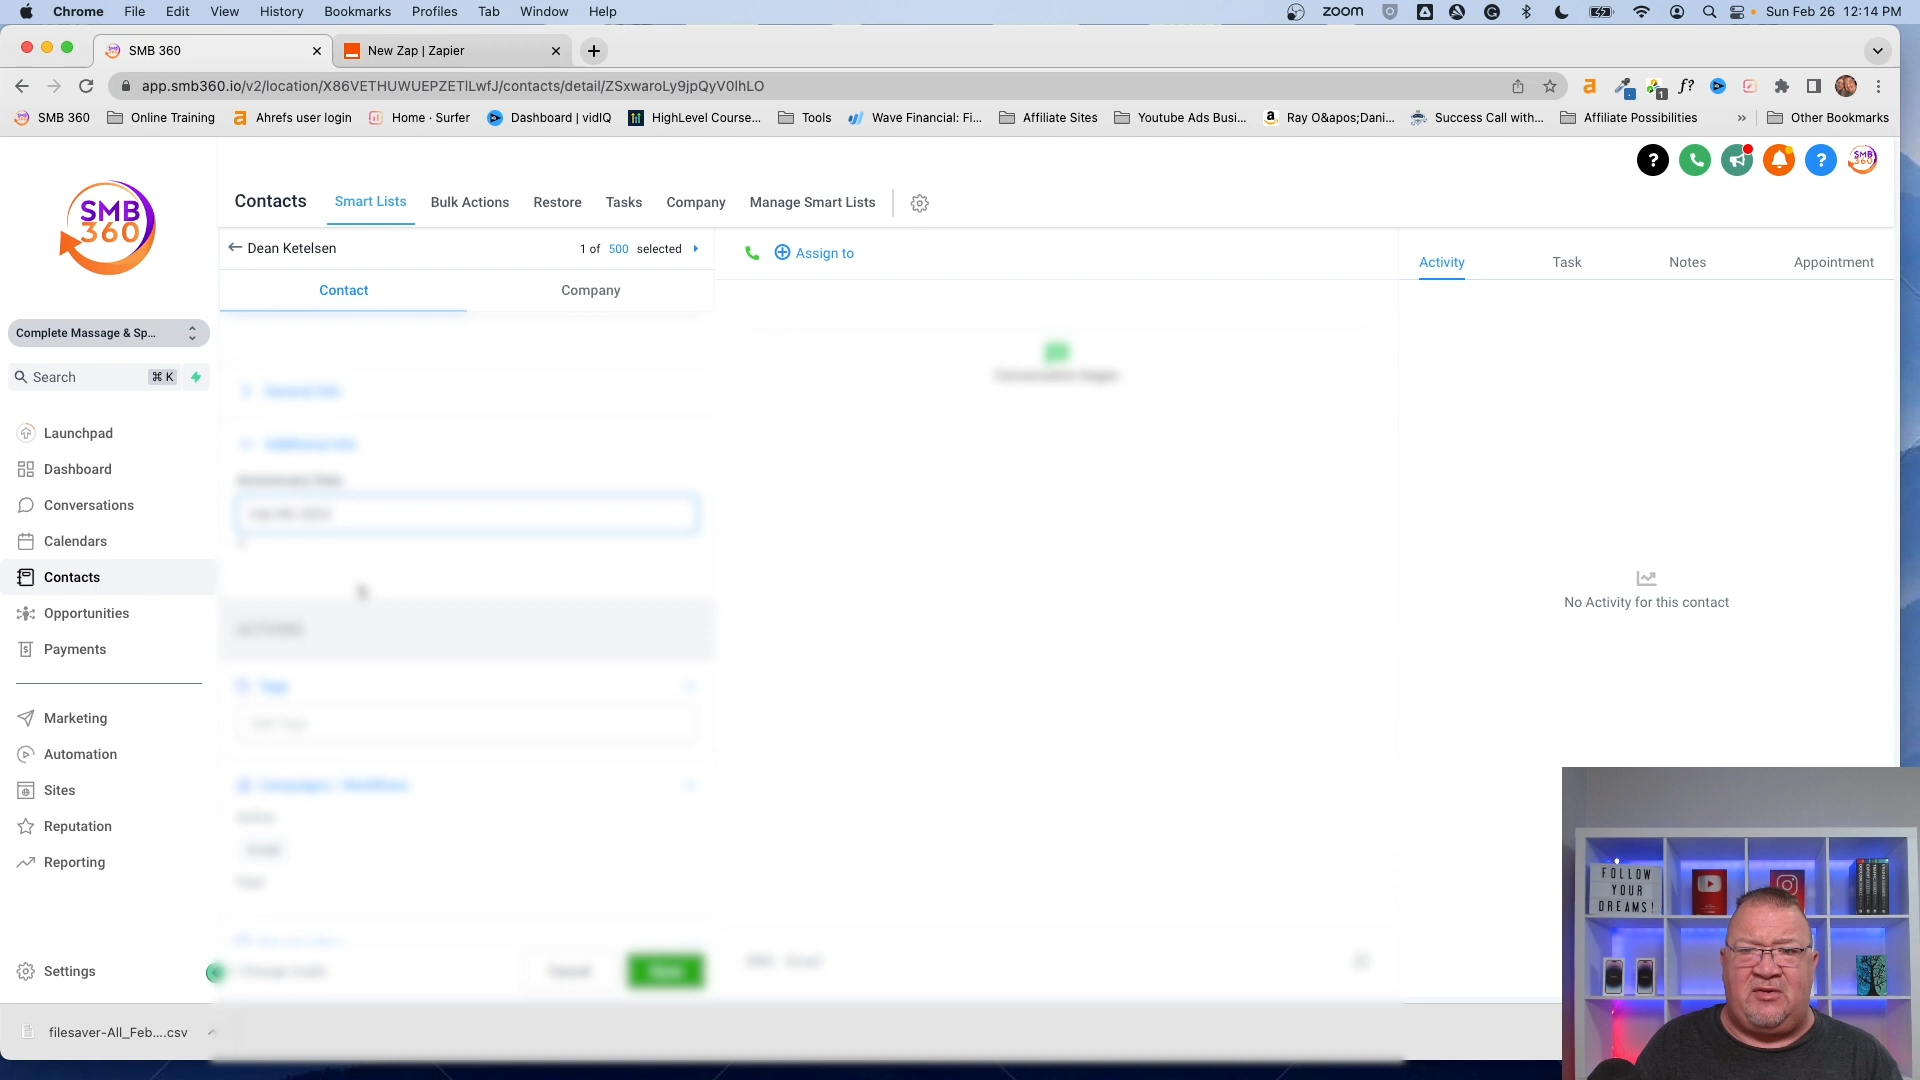 Chrome File Edit View History Bookmarks Profiles Tab Window Help
zoom
Sun Feb 26 12:14 PM
SMB 360
New Zap | Zapier
app.smb360.io/v2/location/X86VETHUWUEPZETlLwfJ/contacts/detail/ZSxwaroLy9jpQyV0lhLO
SMB 360 Online Training Ahrefs user login Home · Surfer Dashboard | vidIQ HighLevel Course... Tools Wave Financial: Fi... Affiliate Sites Youtube Ads Busi... Ray O&apos;Dani... Success Call with... Affiliate Possibilities » Other Bookmarks
SMB
360
Contacts Smart Lists Bulk Actions Restore Tasks Company Manage Smart Lists
Dean Ketelsen
1 of 500 selected
Assign to
Contact
Company
Activity Task Notes Appointment
Complete Massage & Sp...
Search ⌘ K
Launchpad
Dashboard
Conversations
Calendars
Contacts
Opportunities
Payments
Marketing
Automation
Sites
Reputation
Reporting
Settings
No Activity for this contact
filesaver-All_Feb....csv
FOLLOW
YOUR
DREAMS!